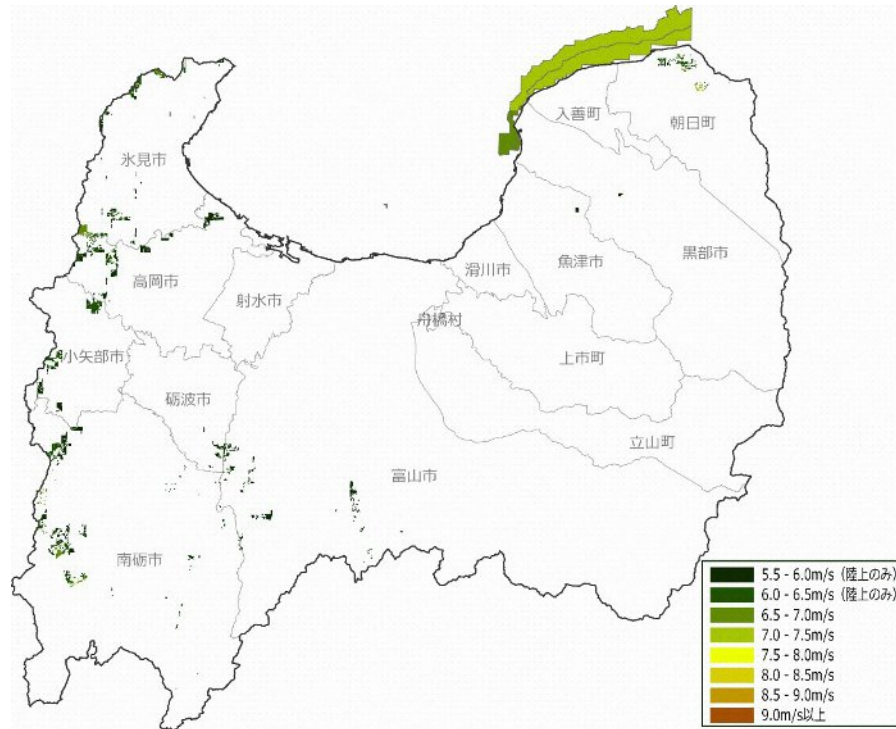 入善町
朝日町
氷見市
黒部市
滑川市
魚津市
高岡市
射水市
舟橋村
小矢部市
上市町
砺波市
立山町
富山市
南砺市
5.5 - 6.0m/s (陸上のみ)
6.0 - 6.5m/s (陸上のみ)
6.5 - 7.0m/s
7.0 - 7.5m/s
7.5 - 8.0m/s
8.0 - 8.5m/s
8.5 - 9.0m/s
9.0m/s以上